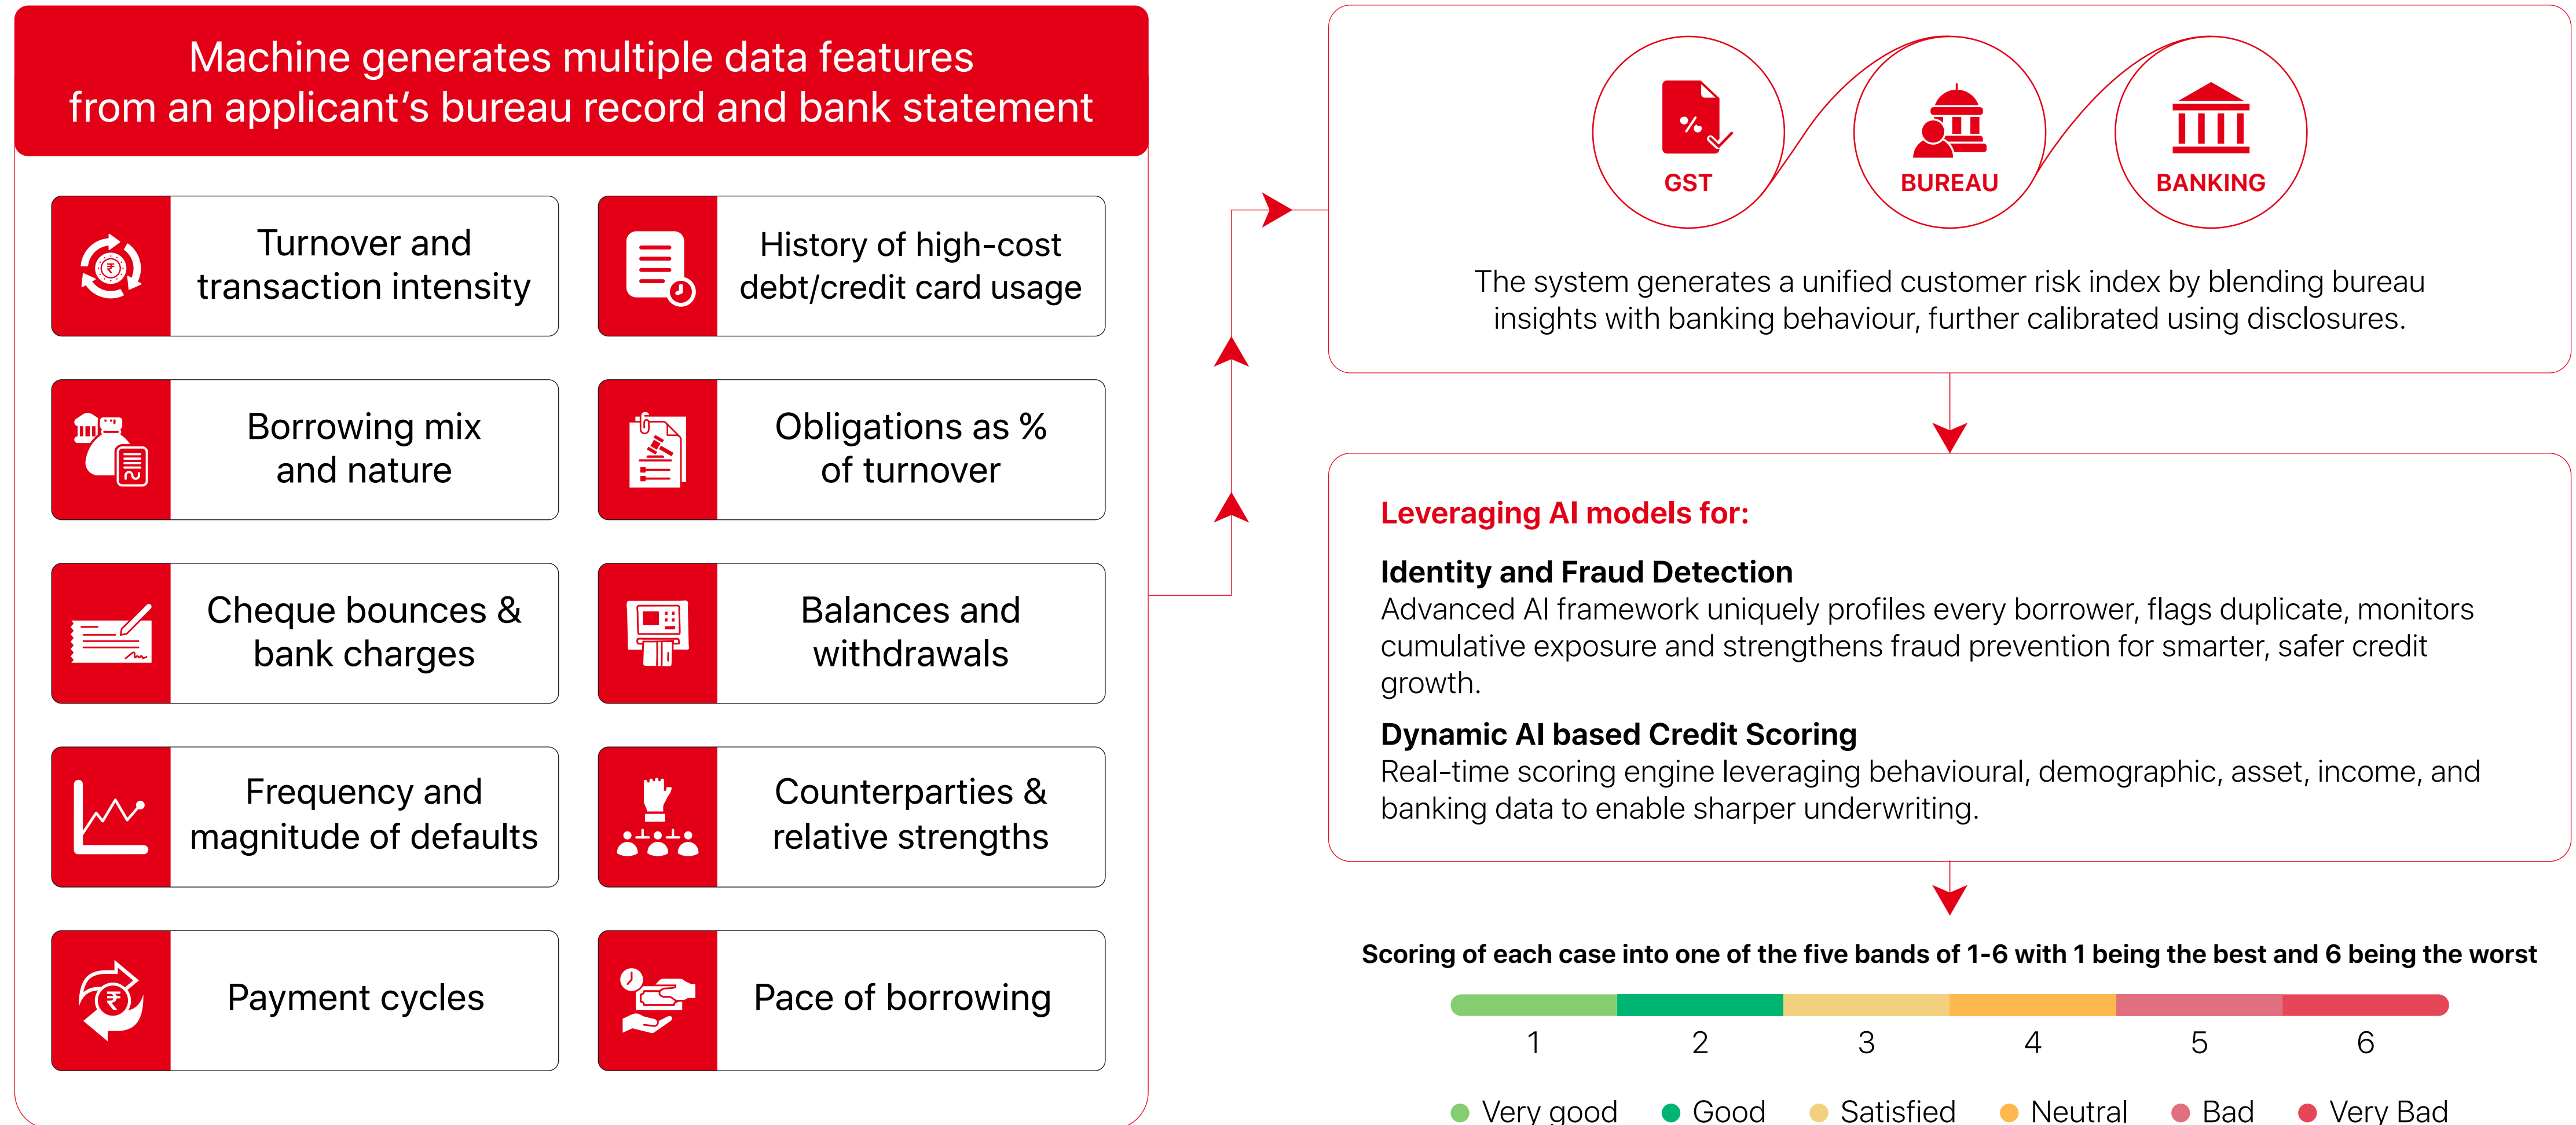 Machine generates multiple data features
from an applicant's bureau record and bank statement
Turnover and
transaction intensity
History of high-cost
debt/credit card usage
Borrowing mix
and nature
Obligations as %
of turnover
Cheque bounces &
bank charges
Balances and
withdrawals
Frequency and
magnitude of defaults
Counterparties &
relative strengths
Payment cycles
Pace of borrowing
GST
BUREAU
BANKING
The system generates a unified customer risk index by blending bureau
insights with banking behaviour, further calibrated using disclosures.
Leveraging AI models for:
Identity and Fraud Detection
Advanced AI framework uniquely profiles every borrower, flags duplicate, monitors
cumulative exposure and strengthens fraud prevention for smarter, safer credit
growth.
Dynamic AI based Credit Scoring
Real-time scoring engine leveraging behavioural, demographic, asset, income, and
banking data to enable sharper underwriting.
Scoring of each case into one of the five bands of 1-6 with 1 being the best and 6 being the worst
1 2 3 4 5 6
Very good Good Satisfied Neutral Bad Very Bad